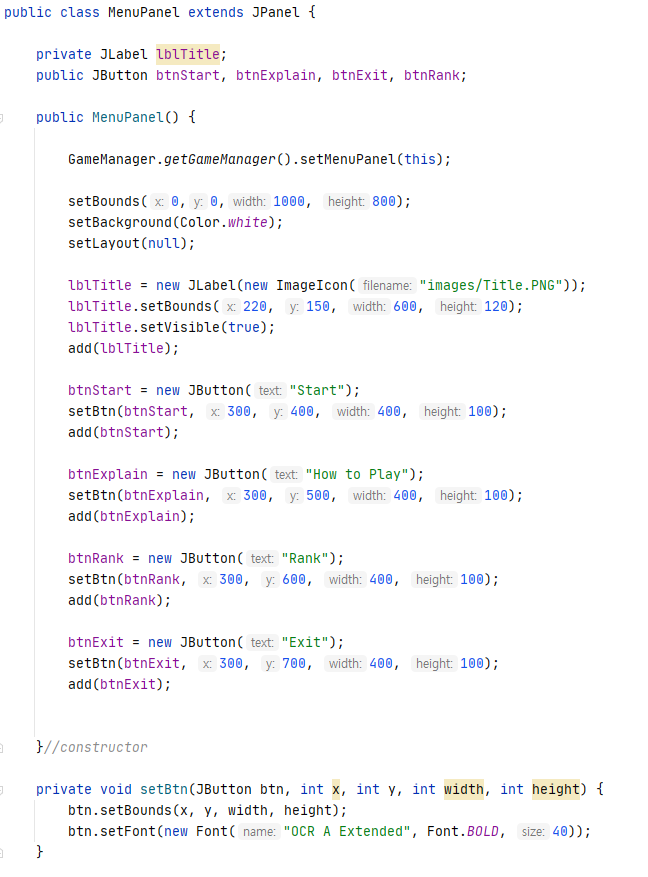 public class MenuPanel extends JPanel {
private JLabel lblTitle;
public JButton btnStart, btnExplain, btnExit, btnRank;
public MenuPanel() {
GameManager.getGameManager().setMenuPanel(this);
setBounds( x: 0, y: 0, width: 1000, height: 800);
setBackground(Color.white);
setLayout(null);
lblTitle = new JLabel(new ImageIcon( filename: "images/Title.PNG"));
lblTitle.setBounds( x: 220, y: 150, width: 600, height: 120);
lblTitle.setVisible(true);
add(lblTitle);
btnStart = new JButton( text: "Start");
setBtn(btnStart, x: 300, y: 400, width: 400, height: 100);
add(btnStart);
btnExplain = new JButton( text: "How to Play");
setBtn(btnExplain, x: 300, y: 500, width: 400, height: 100);
add(btnExplain);
btnRank = new JButton( text: "Rank");
setBtn(btnRank, x: 300, y: 600, width: 400, height: 100);
add(btnRank);
btnExit = new JButton( text: "Exit");
setBtn(btnExit, x: 300, y: 700, width: 400, height: 100);
add(btnExit);
}//constructor
private void setBtn(JButton btn, int x, int y, int width, int height) {
btn.setBounds(x, y, width, height);
btn.setFont(new Font( name: "OCR A Extended", Font.BOLD, size: 40));
}